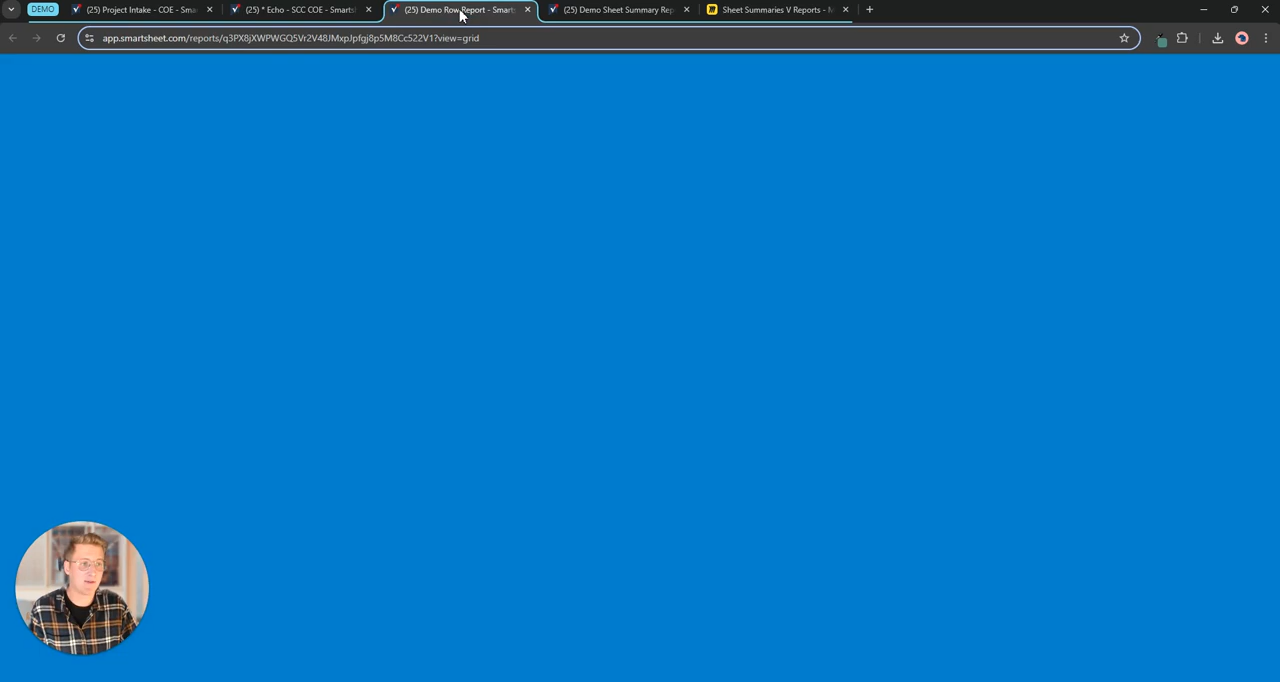 DEMO
(25) Project Intake - COE - Sma
(25) * Echo - SCC COE - Smarts
(25) Demo Row Report - Smart
(25) Demo Sheet Summary Rep
Sheet Summaries V Reports - M
app.smartsheet.com/reports/q3PX8jXWPWGQ5Vr2V48JMxpJpfgj8p5M8Cc522V1?view=grid